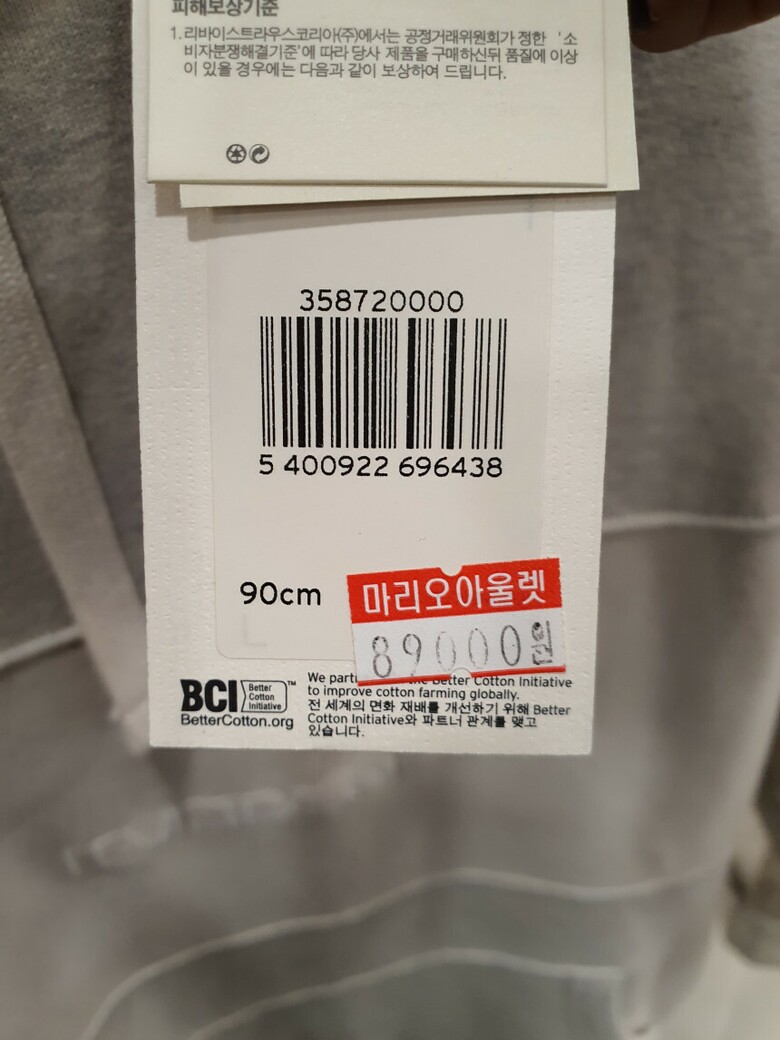 피해보상기준
1. 리바이스트라우스코리아(주)에서는 공정거래위원회가 정한 '소
비자분쟁해결기준'에 따라 당사 제품을 구매하신뒤 품질에 이상
이 있을 경우에는 다음과 같이 보상하여 드립니다.
358720000
5 400922 696438
90cm
마리오아울렛
89000원
BCI Better
Cotton
Initiative™
BetterCotton.org
We Better Cotton Initiative
to improve cotton farming globally.
전 세계의 면화 재배를 개선하기 위해 Better
Cotton Initiative와 파트너 관계를 맺고
있습니다.